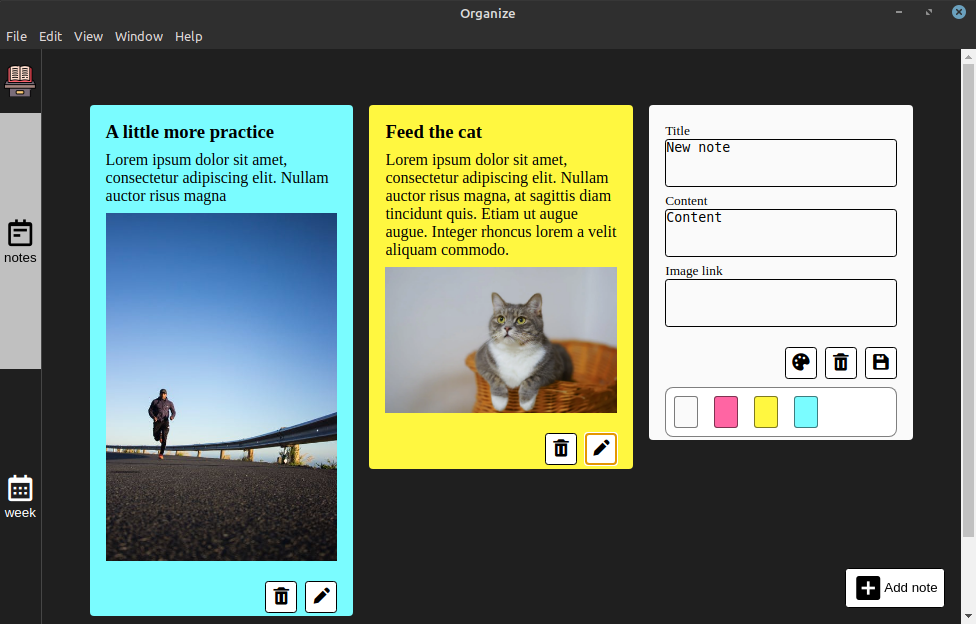 Organize
File Edit View Window Help
notes
week
A little more practice
Lorem ipsum dolor sit amet,
consectetur adipiscing elit. Nullam
auctor risus magna
Feed the cat
Lorem ipsum dolor sit amet,
consectetur adipiscing elit. Nullam
auctor risus magna, at sagittis diam
tincidunt quis. Etiam ut augue
augue. Integer rhoncus lorem a velit
aliquam commodo.
Title
New note
Content
Content
Image link
Add note